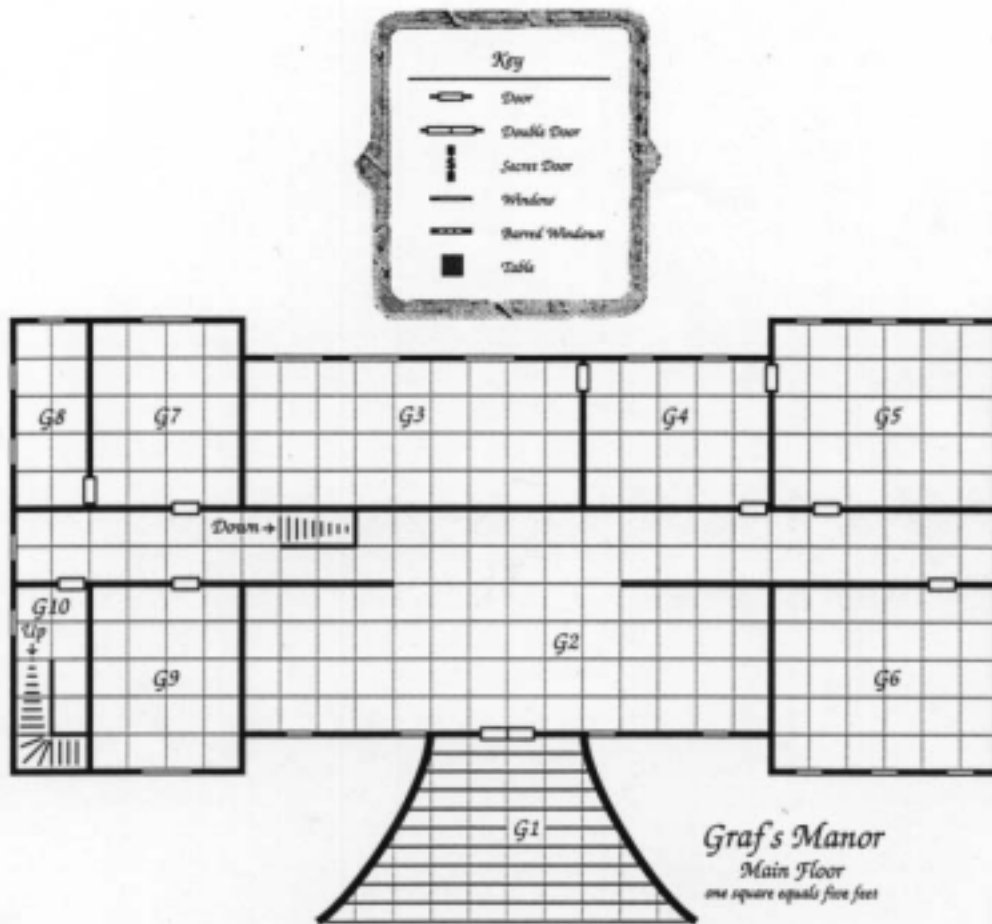 Key
Door
Double Door
Secret Door
Window
Barred Windows
Table
G8
G7
G3
G4
G5
Down
G10
Up
G9
G2
G6
G1
Graf's Manor
Main Floor
one square equals five feet